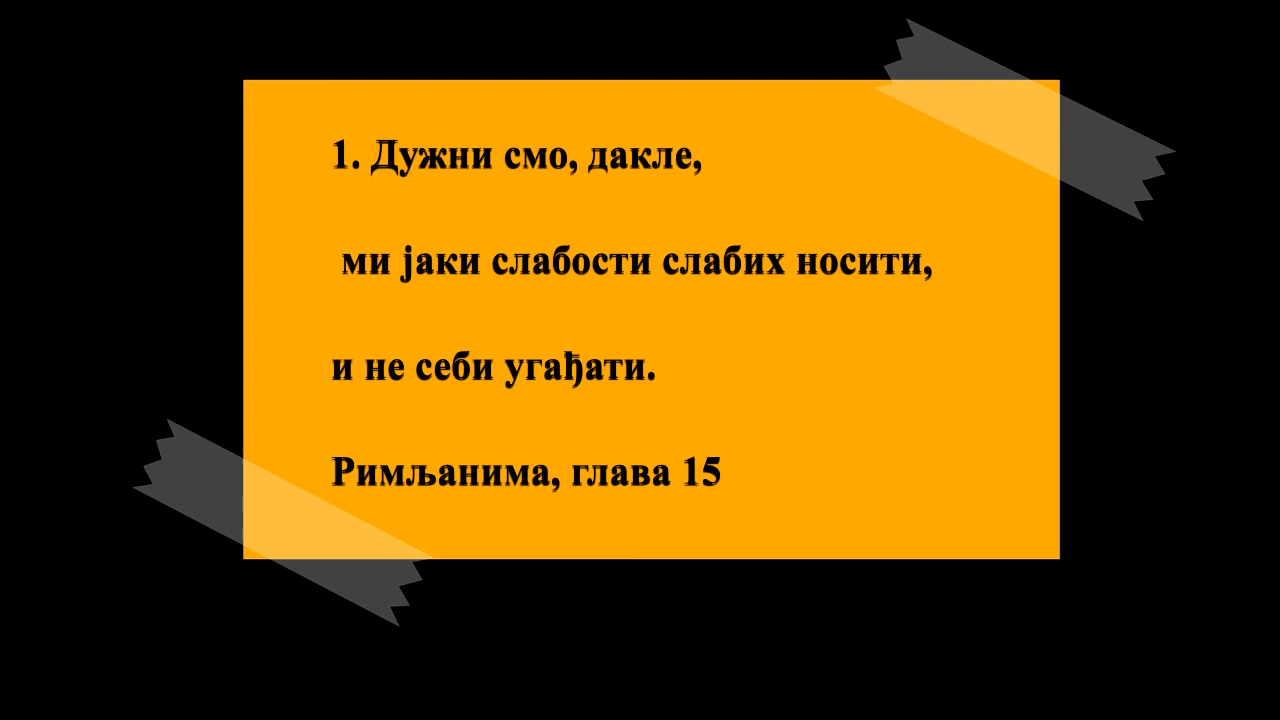 1. Дужни смо, дакле,
ми јаки слабости слабих носити,
и не себи угађати.
Римљанима, глава 15